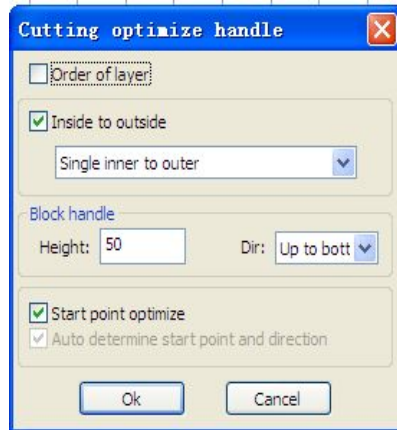 Cutting optimize handle
Order of layer
Inside to outside
Single inner to outer
Block handle
Height: 50 Dir: Up to bott
Start point optimize
Auto determine start point and direction
Ok Cancel